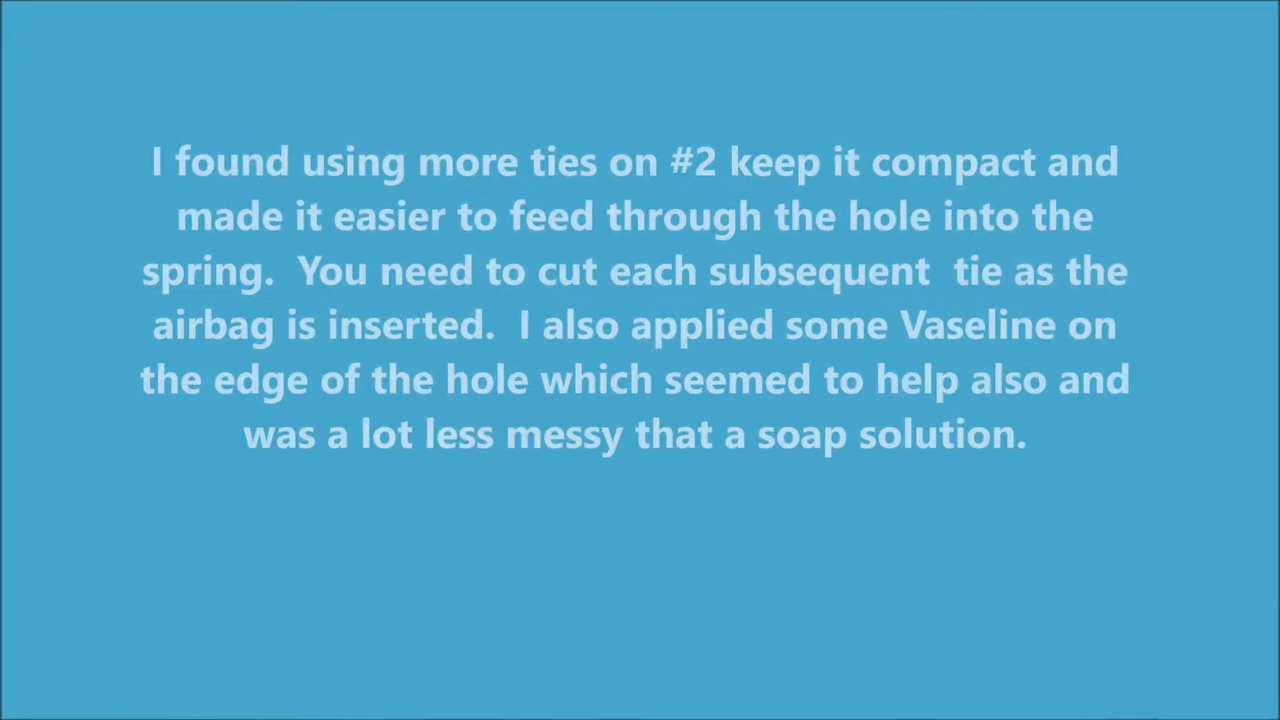 I found using more ties on #2 keep it compact and
made it easier to feed through the hole into the
spring.  You need to cut each subsequent  tie as the
airbag is inserted.  I also applied some Vaseline on
the edge of the hole which seemed to help also and
was a lot less messy that a soap solution.